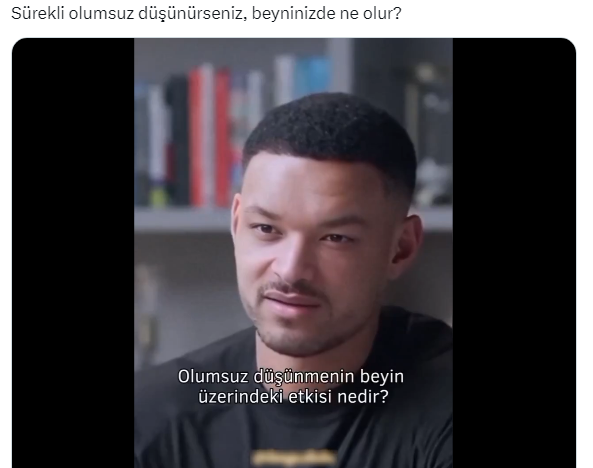 Sürekli olumsuz düşünürseniz, beyninizde ne olur?
Olumsuz düşünmenin beyin
üzerindeki etkisi nedir?